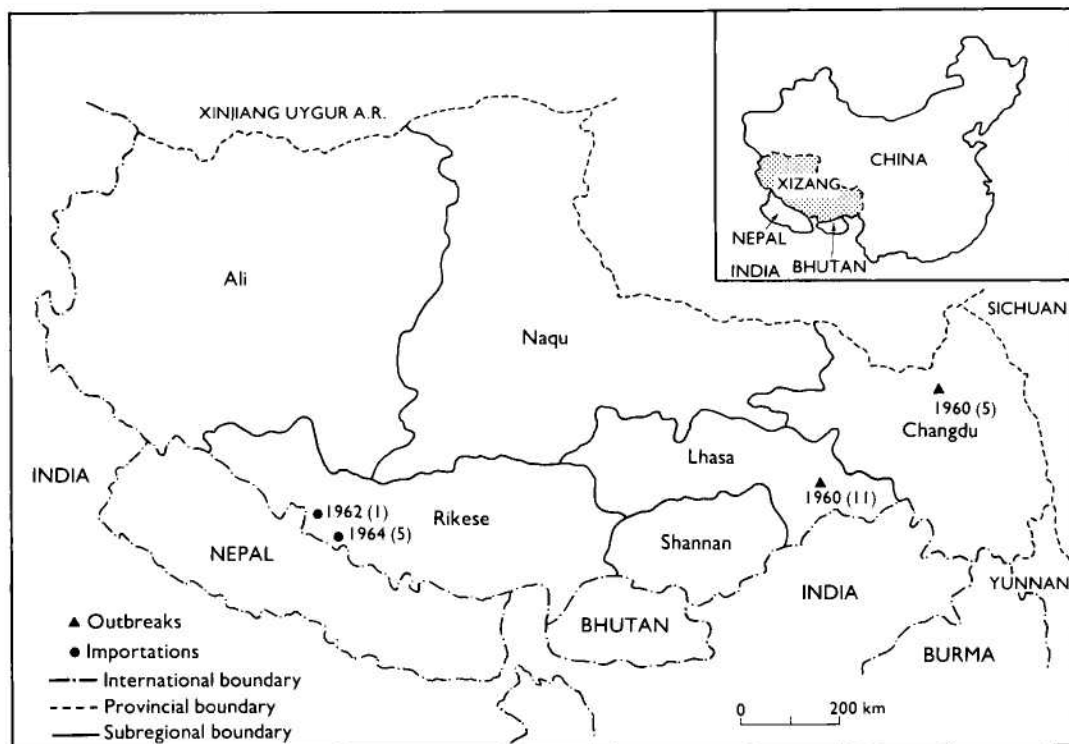 XINJIANG UYGUR A.R.
CHINA
XIZANG
NEPAL
INDIA
BHUTAN
SICHUAN
Ali
Naqu
1960 (5)
Changdu
Lhasa
1960 (11)
INDIA
1962 (1)
1964 (5)
Rikese
Shannan
NEPAL
INDIA
YUNNAN
BHUTAN
BURMA
Outbreaks
Importations
International boundary
Provincial boundary
Subregional boundary
0 200 km